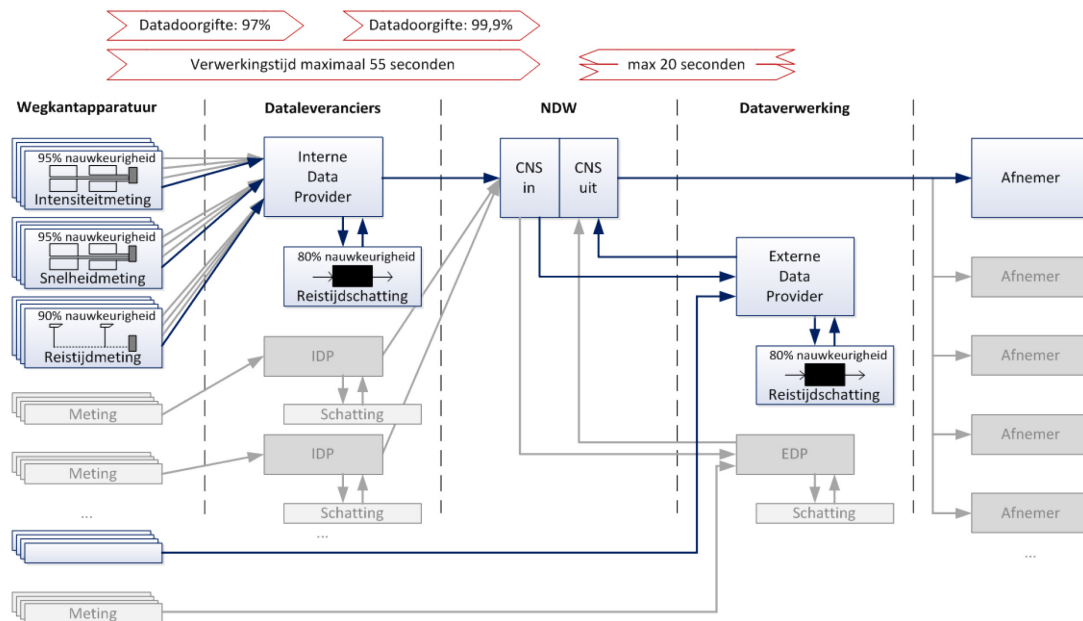 Datadoorgifte: 97%
Datadoorgifte: 99,9%
Verwerkingstijd maximaal 55 seconden
max 20 seconden
Wegkantapparatuur
Dataleveranciers
NDW
Dataverwerking
95% nauwkeurigheid
Intensiteitmeting
95% nauwkeurigheid
Snelheidmeting
90% nauwkeurigheid
Reistijdmeting
Meting
Meting
...
Meting
Interne
Data
Provider
80% nauwkeurigheid
Reistijdschatting
IDP
Schatting
IDP
Schatting
...
CNS
in
CNS
uit
Externe
Data
Provider
80% nauwkeurigheid
Reistijdschatting
EDP
Schatting
Afnemer
Afnemer
Afnemer
Afnemer
Afnemer
...